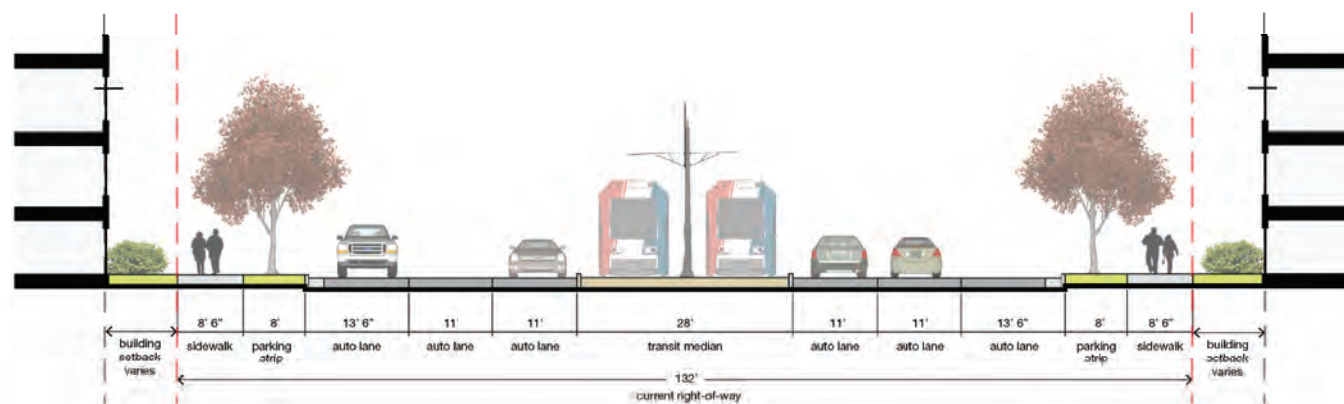 8' 6" 8' 13' 6" 11' 11' 28' 11' 11' 13' 6" 8' 8' 6"
building setback varies
sidewalk
parking strip
auto lane
auto lane
auto lane
transit median
auto lane
auto lane
auto lane
parking strip
sidewalk
building setback varies
132'
current right-of-way